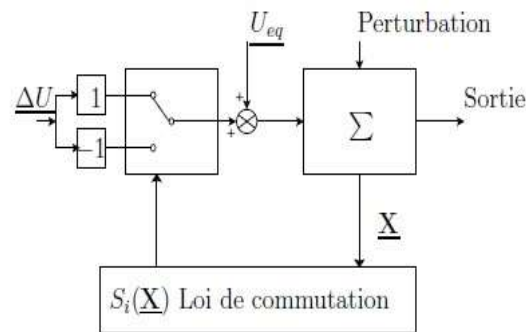 U_eq
Perturbation
ΔU
1
-1
+
+
Σ
Sortie
X
S_i(X) Loi de commutation